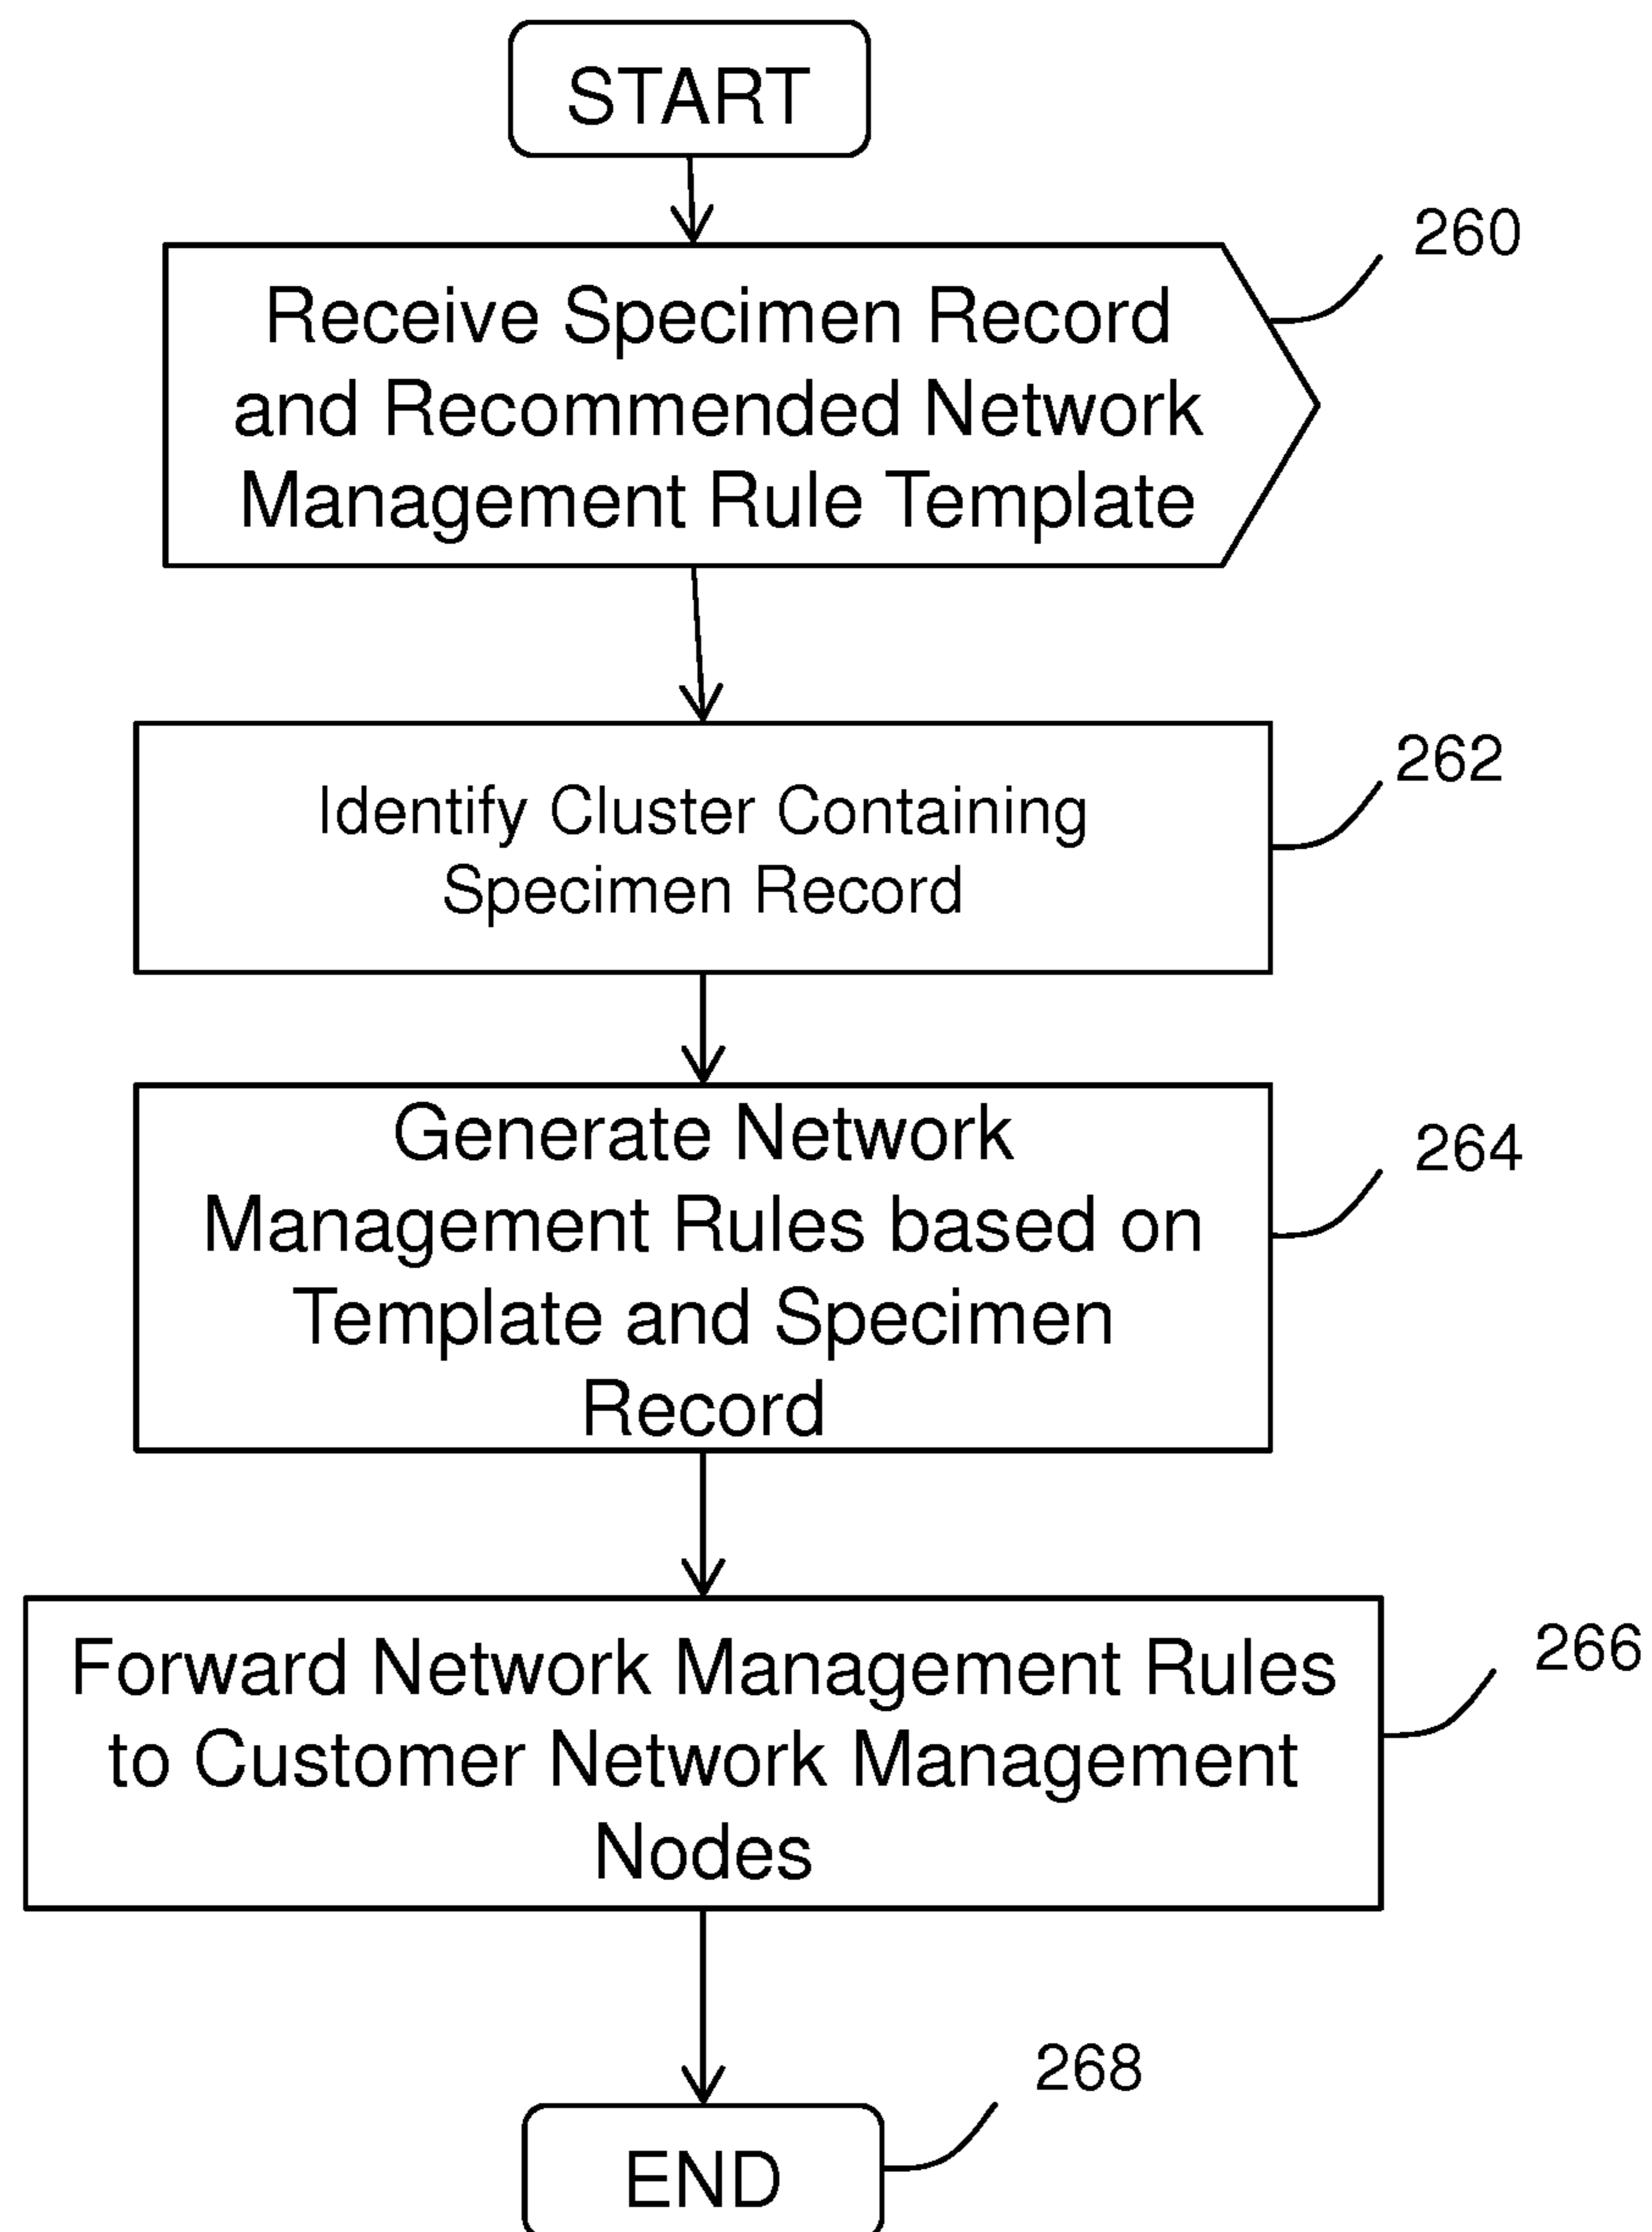 START
260
Receive Specimen Record
and Recommended Network
Management Rule Template
262
Identify Cluster Containing
Specimen Record
264
Generate Network
Management Rules based on
Template and Specimen
Record
266
Forward Network Management Rules
to Customer Network Management
Nodes
268
END